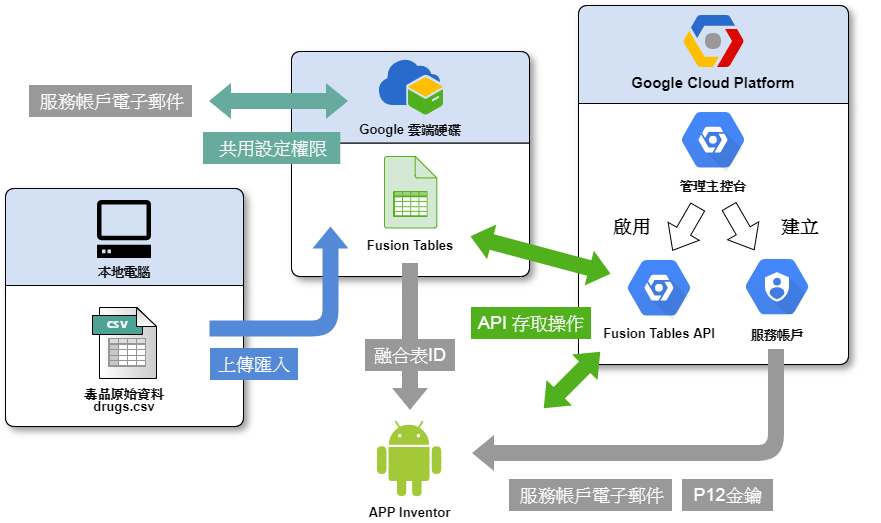 Google Cloud Platform
管理主控台
啟用
建立
Fusion Tables API
服務帳戶
服務帳戶電子郵件
共用設定權限
Google 雲端硬碟
Fusion Tables
本地電腦
CSV
毒品原始資料
drugs.csv
上傳匯入
融合表ID
API 存取操作
APP Inventor
服務帳戶電子郵件
P12金鑰